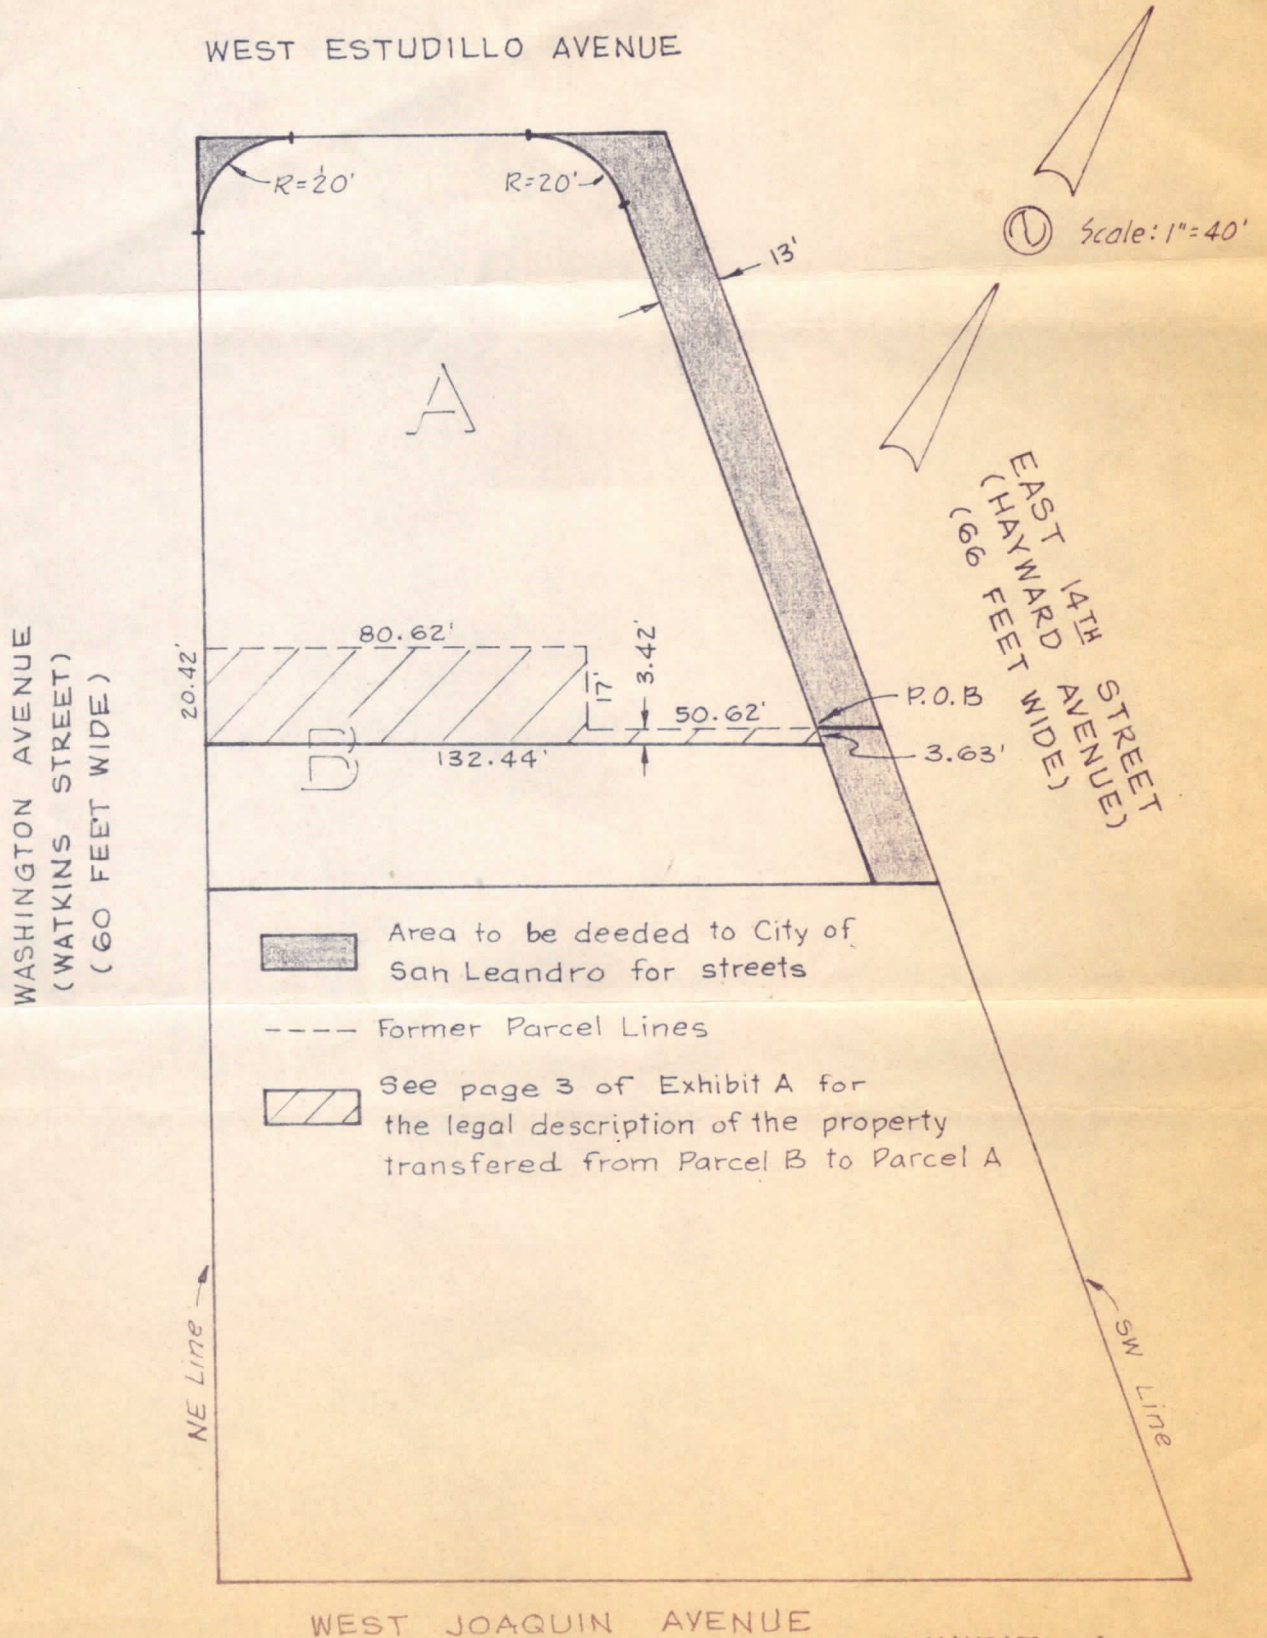 WEST ESTUDILLO AVENUE
R=20'
R=20'
13'
Scale: 1"=40'
A
EAST 14TH STREET
(HAYWARD AVENUE)
(66 FEET WIDE)
WASHINGTON AVENUE
(WATKINS STREET)
(60 FEET WIDE)
20.42'
80.62'
17'
3.42'
50.62'
P.O.B
3.63'
B
132.44'
Area to be deeded to City of
San Leandro for streets
Former Parcel Lines
See page 3 of Exhibit A for
the legal description of the property
transfered from Parcel B to Parcel A
NE Line
SW Line
WEST JOAQUIN AVENUE